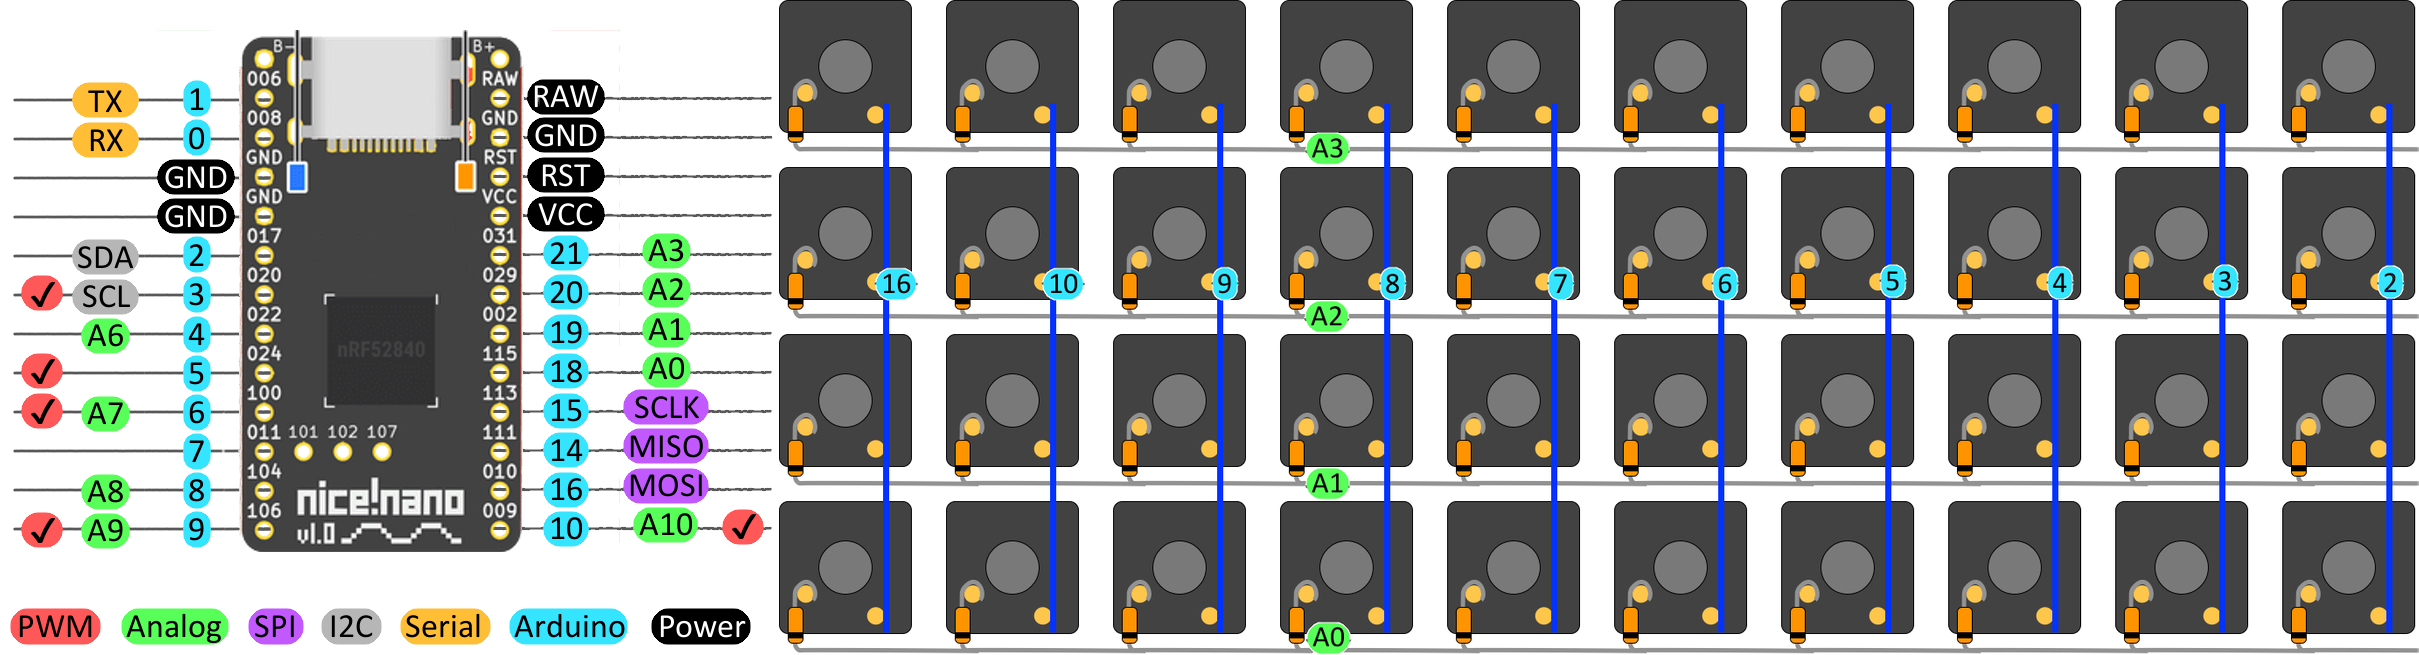 B- B+
006 RAW
TX 1 RAW
008 GND
RX 0 GND
GND RST
GND RST
GND VCC
GND VCC
017 031
SDA 2 21 A3
020 029
✓ SCL 3 20 A2
022 002
A6 4 19 A1
024 nRF52840 115
✓ 5 18 A0
100 113
✓ A7 6 15 SCLK
011 101 102 107 111
7 14 MISO
104 010
A8 8 16 MOSI
nice!nano
106 009
✓ A9 9 v1.0 10 A10 ✓
PWM Analog SPI I2C Serial Arduino Power
A3
16 10 9 8 7 6 5 4 3 2
A2
A1
A0